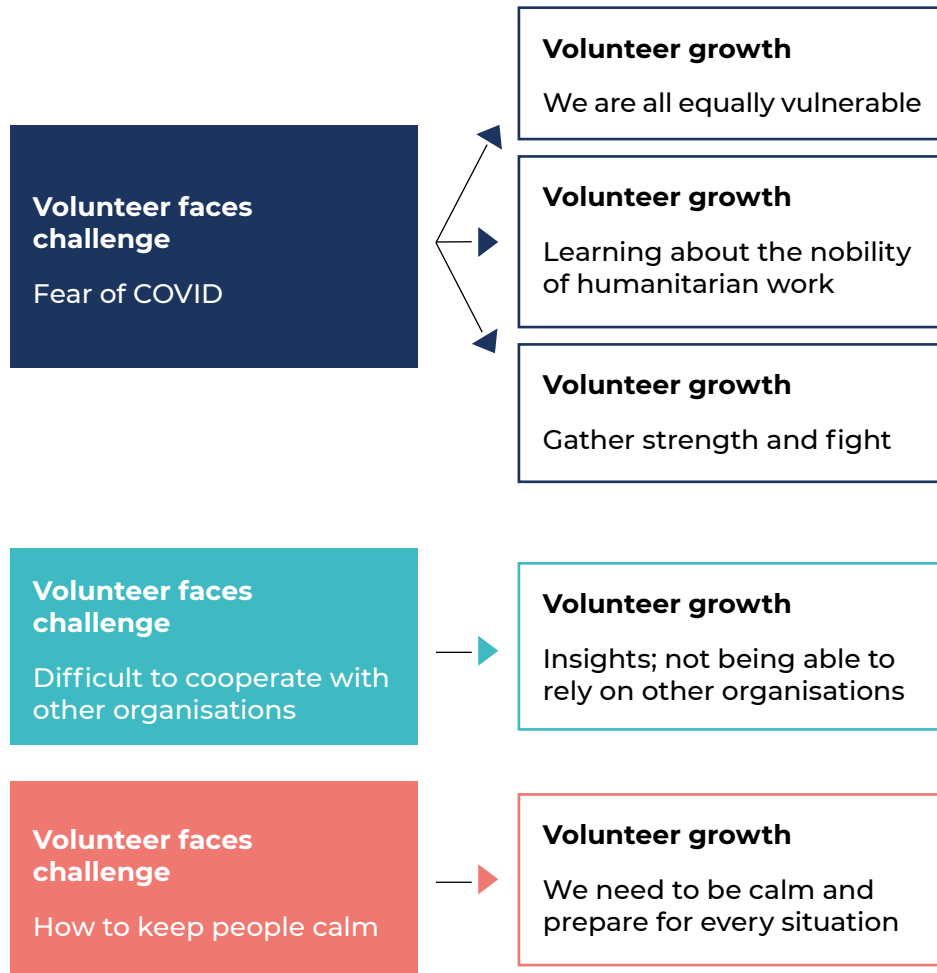 Volunteer faces
challenge
Fear of COVID
Volunteer growth
We are all equally vulnerable
Volunteer growth
Learning about the nobility
of humanitarian work
Volunteer growth
Gather strength and fight
Volunteer faces
challenge
Difficult to cooperate with
other organisations
Volunteer growth
Insights; not being able to
rely on other organisations
Volunteer faces
challenge
How to keep people calm
Volunteer growth
We need to be calm and
prepare for every situation